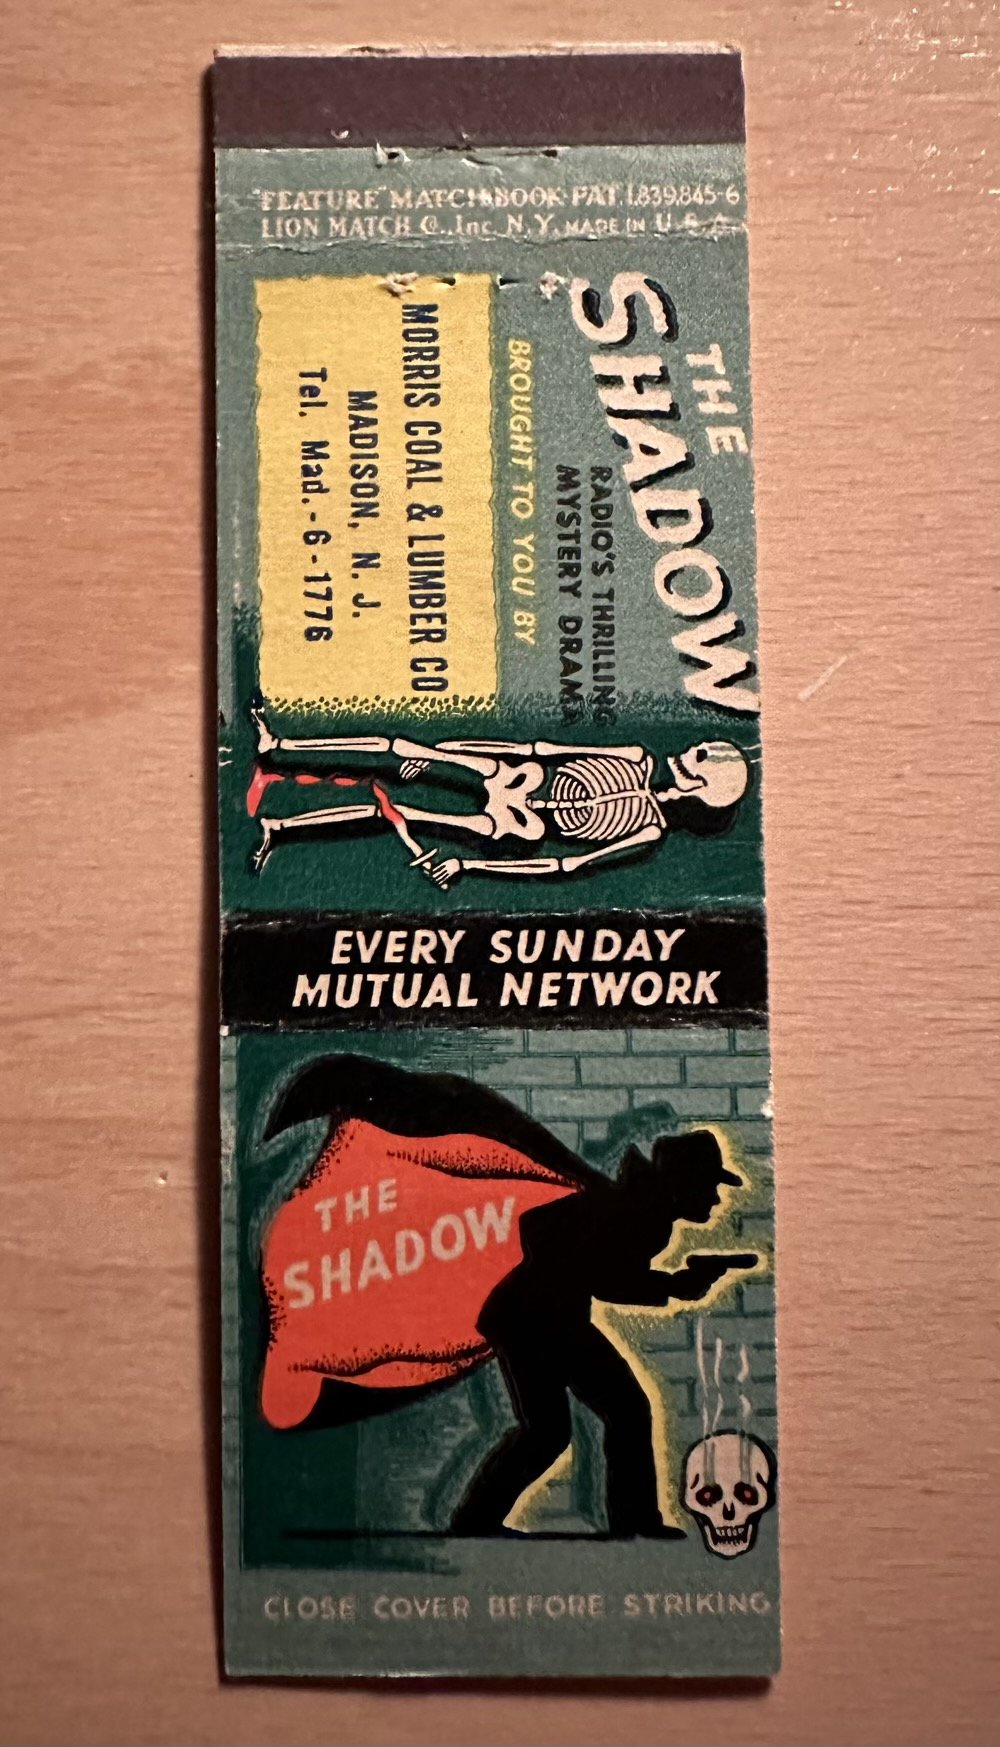 "FEATURE" MATCHBOOK PAT. 1,839,845-6
LION MATCH Co., Inc. N.Y. MADE IN U.S.A.
THE
SHADOW
RADIO'S THRILLING
MYSTERY DRAMA
BROUGHT TO YOU BY
MORRIS COAL & LUMBER CO
MADISON, N. J.
Tel. Mad.-6-1776
EVERY SUNDAY
MUTUAL NETWORK
THE
SHADOW
CLOSE COVER BEFORE STRIKING